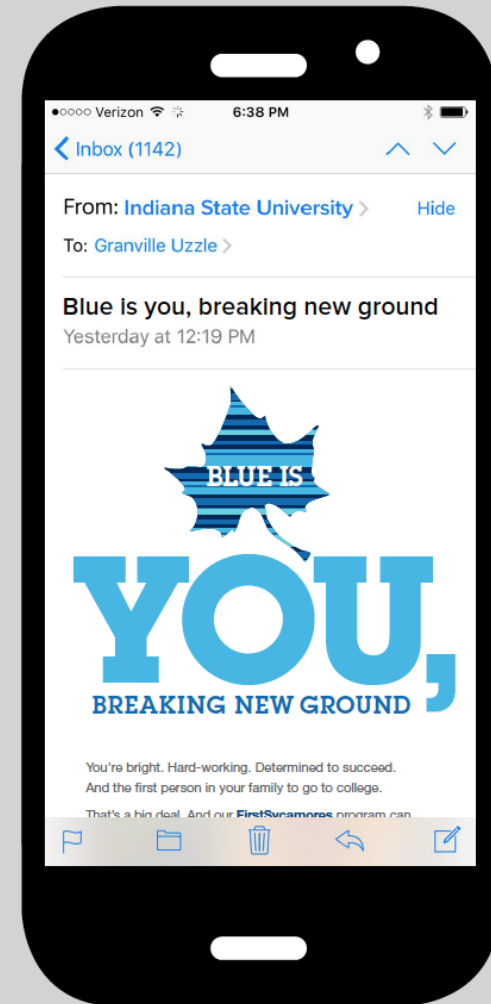 Verizon 6:38 PM
Inbox (1142)
From: Indiana State University Hide
To: Granville Uzzle
Blue is you, breaking new ground
Yesterday at 12:19 PM
BLUE IS
YOU,
BREAKING NEW GROUND
You're bright. Hard-working. Determined to succeed.
And the first person in your family to go to college.
That's a big deal. And our FirstSycamores program can